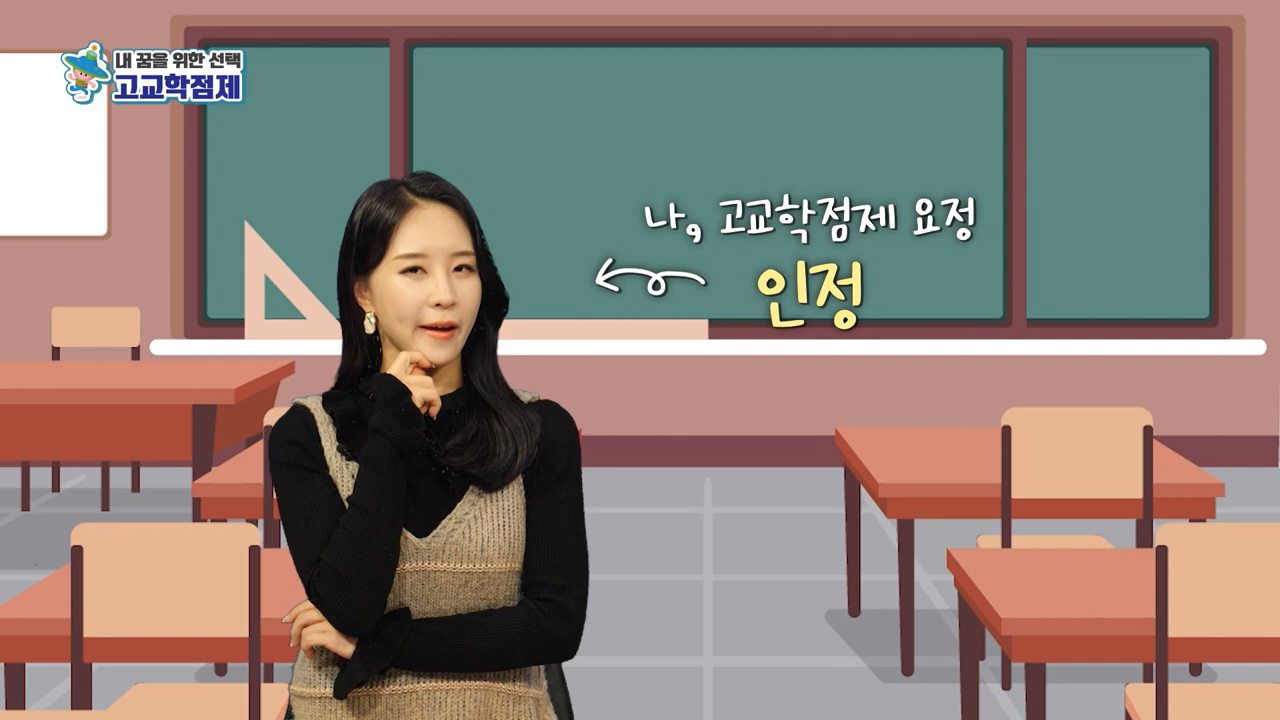 내 꿈을 위한 선택
고교학점제
나, 고교학점제 요정
인정